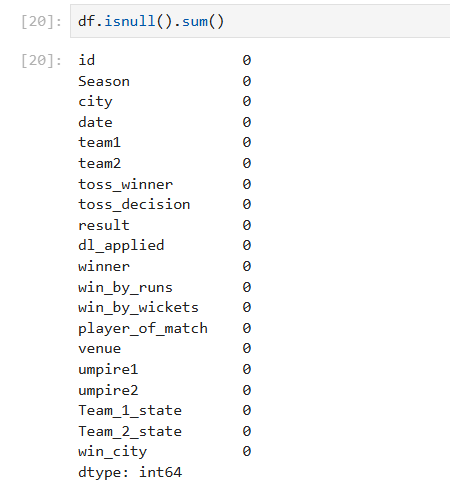 [20]: df.isnull().sum()
[20]: id 0
Season 0
city 0
date 0
team1 0
team2 0
toss_winner 0
toss_decision 0
result 0
dl_applied 0
winner 0
win_by_runs 0
win_by_wickets 0
player_of_match 0
venue 0
umpire1 0
umpire2 0
Team_1_state 0
Team_2_state 0
win_city 0
dtype: int64